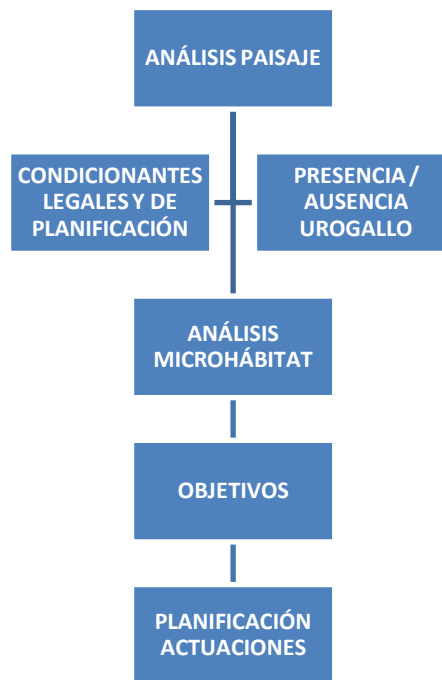 ANÁLISIS PAISAJE
CONDICIONANTES
LEGALES Y DE
PLANIFICACIÓN
PRESENCIA /
AUSENCIA
UROGALLO
ANÁLISIS
MICROHÁBITAT
OBJETIVOS
PLANIFICACIÓN
ACTUACIONES